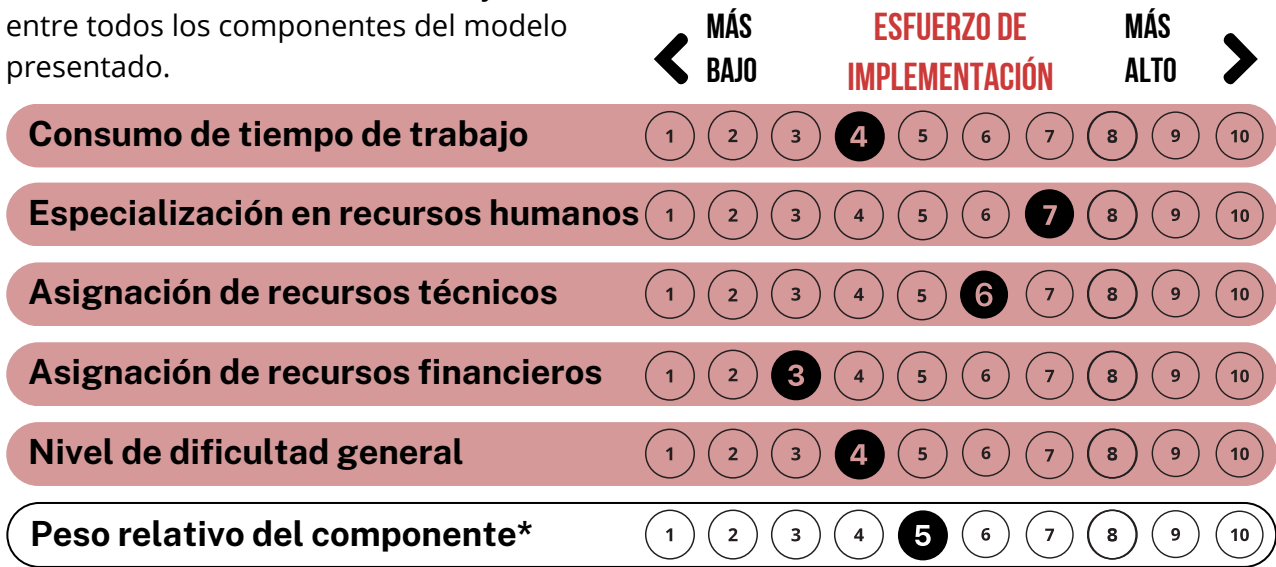 entre todos los componentes del modelo
presentado.
MÁS BAJO
ESFUERZO DE IMPLEMENTACIÓN
MÁS ALTO
Consumo de tiempo de trabajo 1 2 3 4 5 6 7 8 9 10
Especialización en recursos humanos 1 2 3 4 5 6 7 8 9 10
Asignación de recursos técnicos 1 2 3 4 5 6 7 8 9 10
Asignación de recursos financieros 1 2 3 4 5 6 7 8 9 10
Nivel de dificultad general 1 2 3 4 5 6 7 8 9 10
Peso relativo del componente* 1 2 3 4 5 6 7 8 9 10